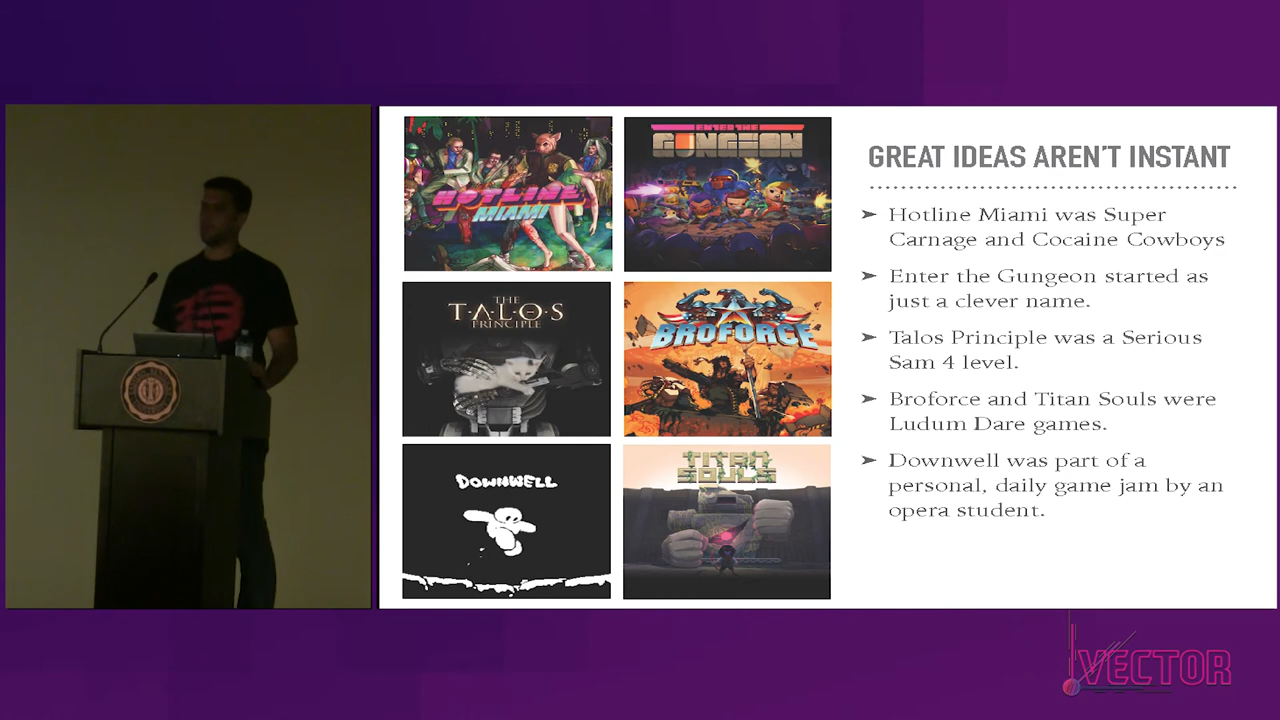 HOTLINE
MIAMI
ENTER THE
GUNGEON
THE
T·A·L·O·S
PRINCIPLE
BROFORCE
DOWNWELL
TITAN
SOULS
GREAT IDEAS AREN'T INSTANT
➤ Hotline Miami was Super
Carnage and Cocaine Cowboys
➤ Enter the Gungeon started as
just a clever name.
➤ Talos Principle was a Serious
Sam 4 level.
➤ Broforce and Titan Souls were
Ludum Dare games.
➤ Downwell was part of a
personal, daily game jam by an
opera student.
VECTOR